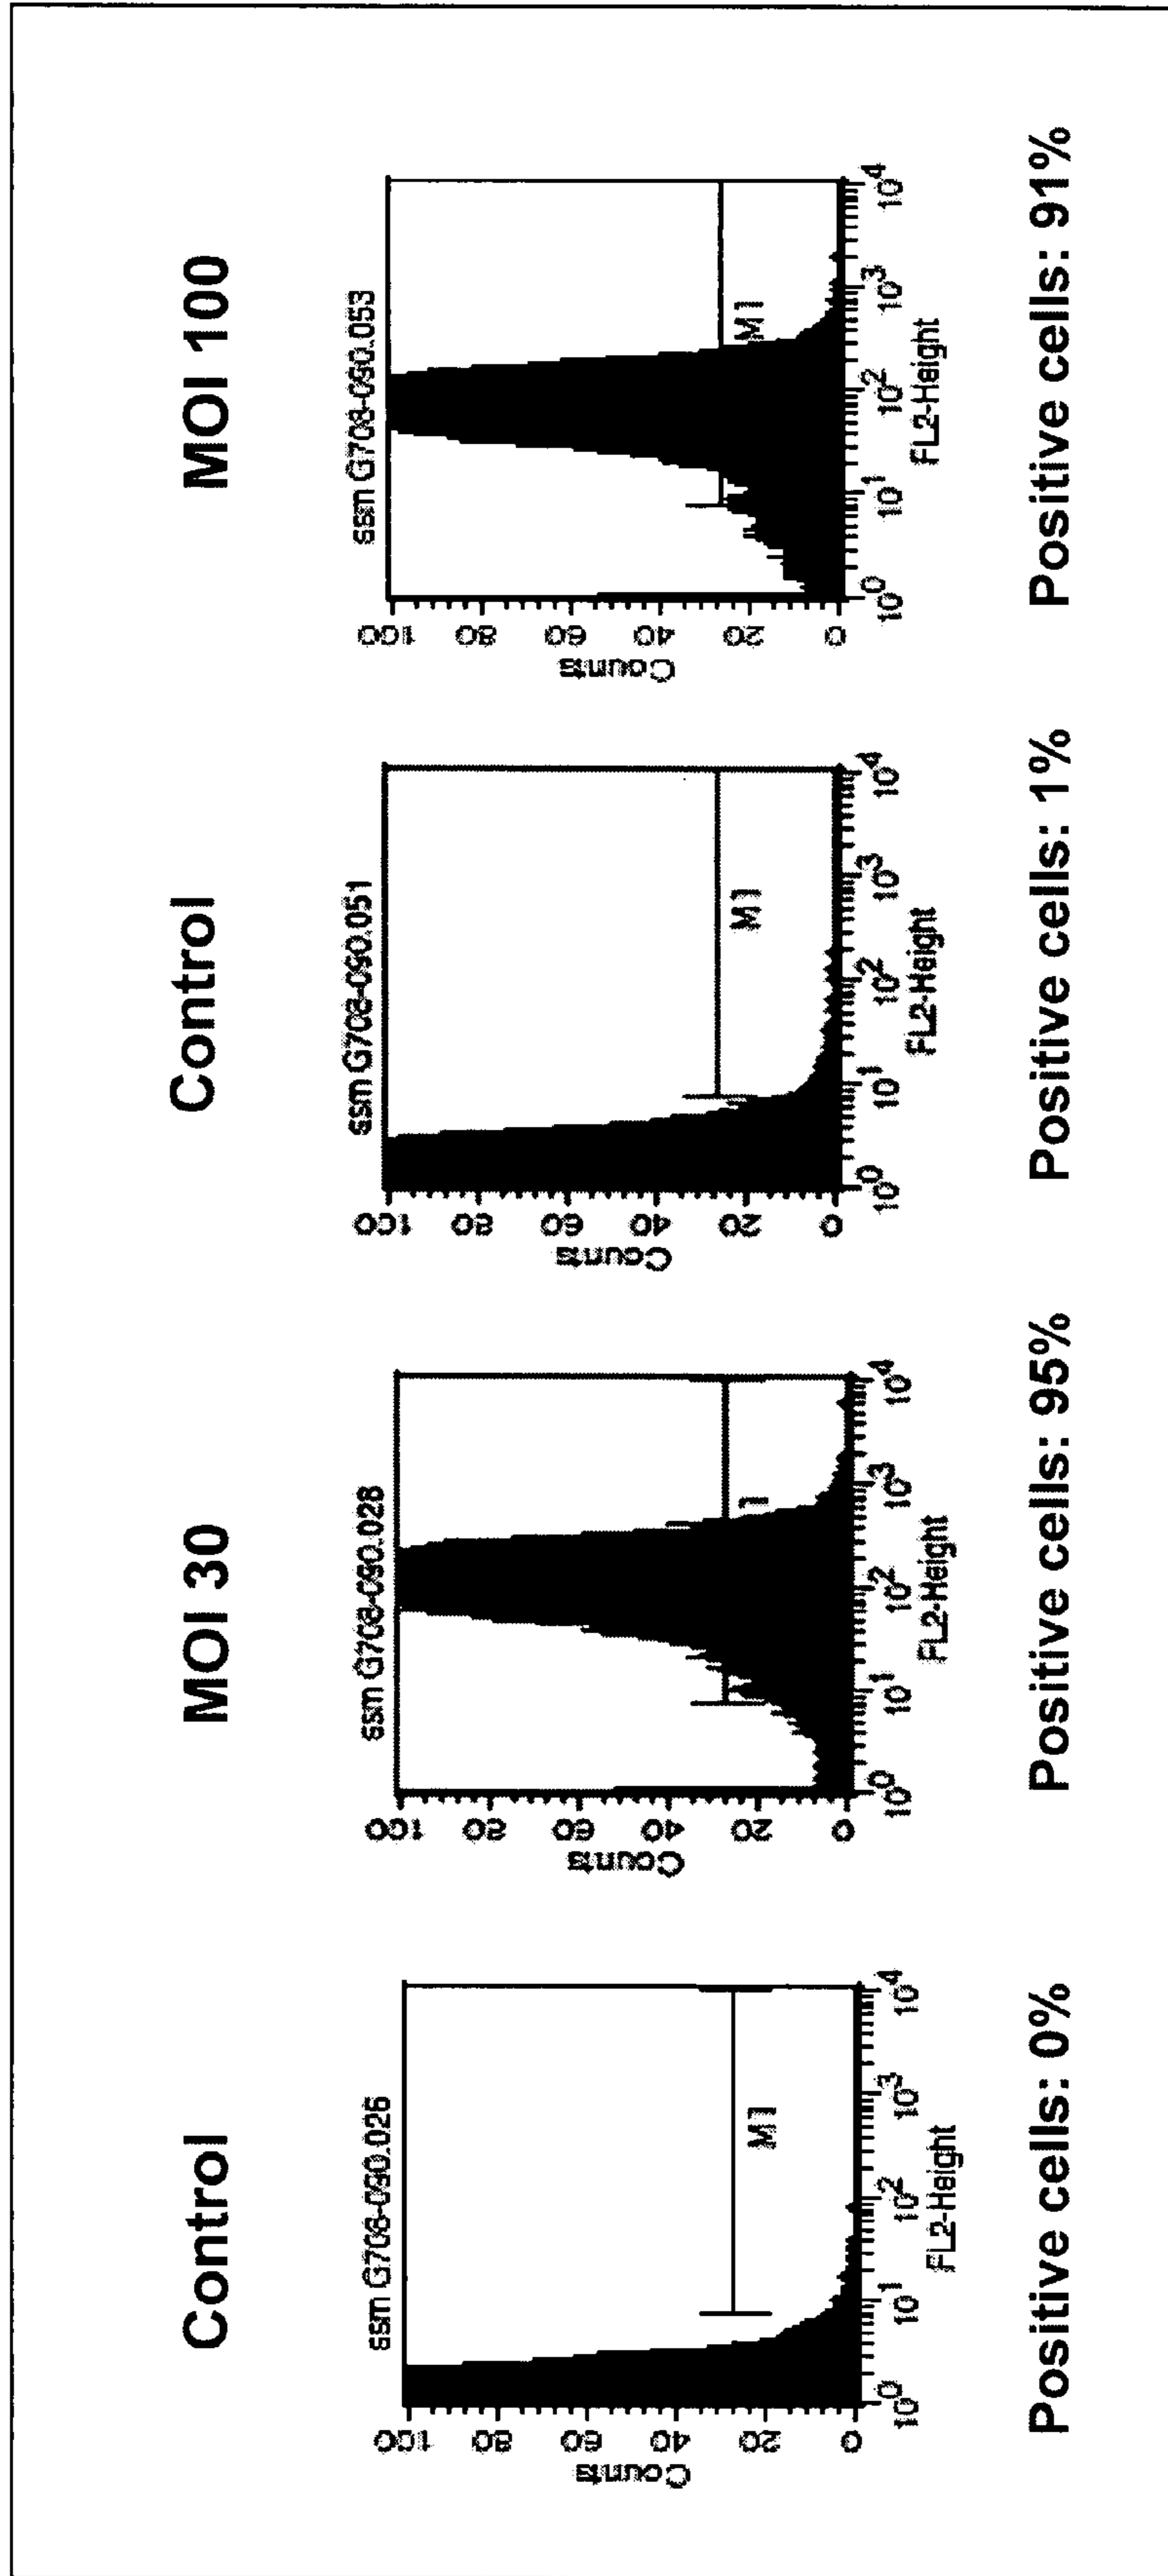 Control
ssm G708-090.026
Counts
100
80
60
40
20
0
M1
10^0 10^1 10^2 10^3 10^4
FL2-Height
Positive cells: 0%
MOI 30
ssm G708-090.028
Counts
100
80
60
40
20
0
10^0 10^1 10^2 10^3 10^4
FL2-Height
Positive cells: 95%
Control
ssm G708-090.051
Counts
100
80
60
40
20
0
M1
10^0 10^1 10^2 10^3 10^4
FL2-Height
Positive cells: 1%
MOI 100
ssm G708-090.053
Counts
100
80
60
40
20
0
M1
10^0 10^1 10^2 10^3 10^4
FL2-Height
Positive cells: 91%